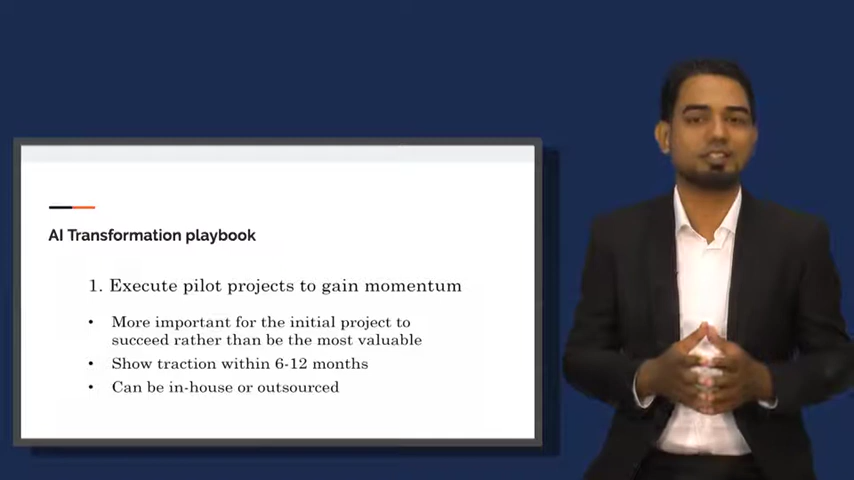 AI Transformation playbook
1. Execute pilot projects to gain momentum
• More important for the initial project to
succeed rather than be the most valuable
• Show traction within 6-12 months
• Can be in-house or outsourced